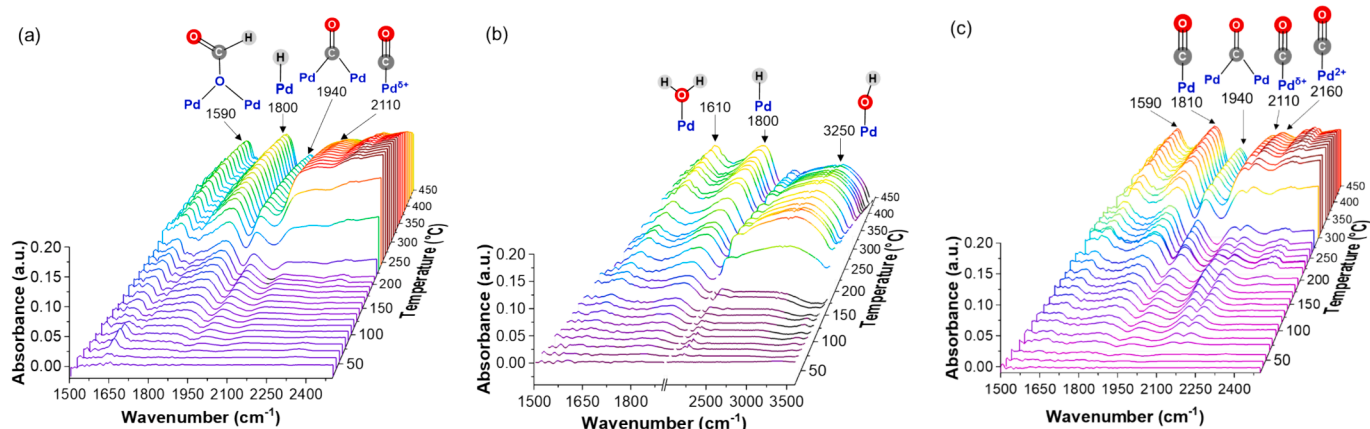 (a)
O
H
C
O
Pd
Pd
1590
H
Pd
1800
O
C
Pd
Pd
1940
O
C
Pd^δ+
2110
450
400
350
300
250
200
150
100
50
Temperature (°C)
0.20
0.15
0.10
0.05
0.00
Absorbance (a.u.)
1500
1650
1800
1950
2100
2250
2400
Wavenumber (cm⁻¹)
(b)
H
H
O
Pd
1610
H
Pd
1800
H
O
Pd
3250
450
400
350
300
250
200
150
100
50
Temperature (°C)
0.20
0.15
0.10
0.05
0.00
Absorbance (a.u.)
1500
1650
1800
2500
3000
3500
Wavenumber (cm⁻¹)
(c)
1590
O
C
Pd
1810
O
C
Pd
Pd
1940
O
C
Pd^δ+
2110
O
C
Pd²⁺
2160
450
400
350
300
250
200
150
100
50
Temperature (°C)
0.20
0.15
0.10
0.05
0.00
Absorbance (a.u.)
1500
1650
1800
1950
2100
2250
2400
Wavenumber (cm⁻¹)